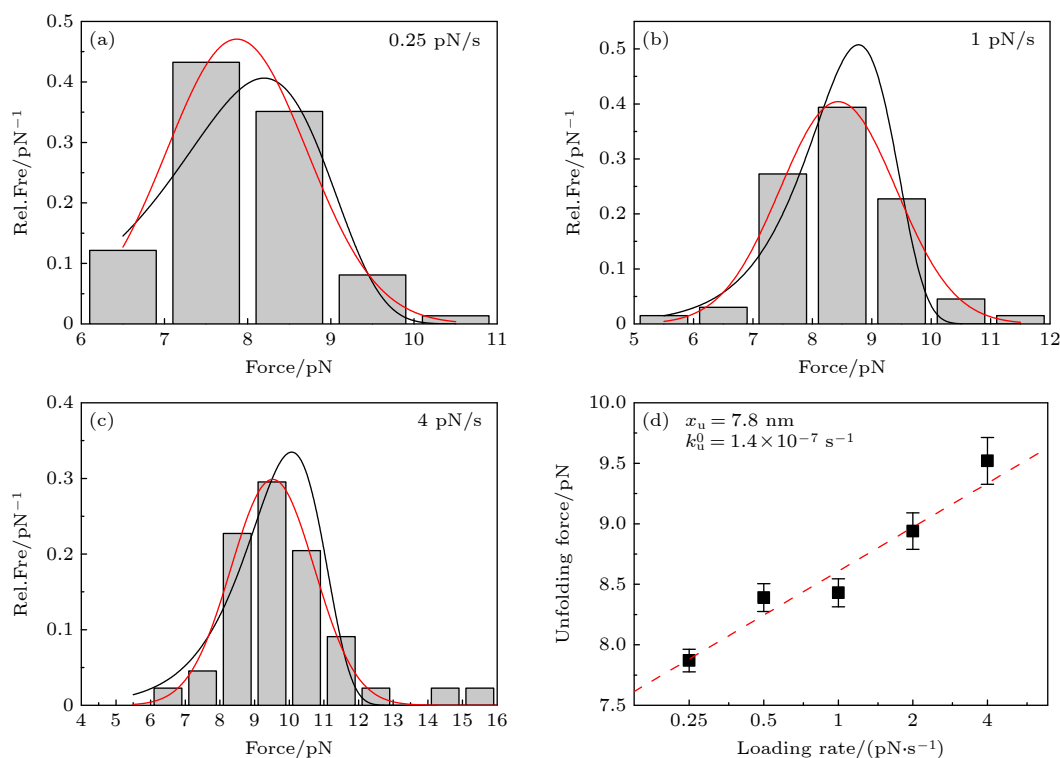 (a) 0.25 pN/s
0.5
0.4
0.3
0.2
0.1
0
Rel.Fre/pN⁻¹
6 7 8 9 10 11
Force/pN
(b) 1 pN/s
0.6
0.5
0.4
0.3
0.2
0.1
0
Rel.Fre/pN⁻¹
5 6 7 8 9 10 11 12
Force/pN
(c) 4 pN/s
0.4
0.3
0.2
0.1
0
Rel.Fre/pN⁻¹
4 5 6 7 8 9 10 11 12 13 14 15 16
Force/pN
(d) xᵤ = 7.8 nm
kᵤ⁰ = 1.4×10⁻⁷ s⁻¹
10.0
9.5
9.0
8.5
8.0
7.5
Unfolding force/pN
0.25 0.5 1 2 4
Loading rate/(pN·s⁻¹)